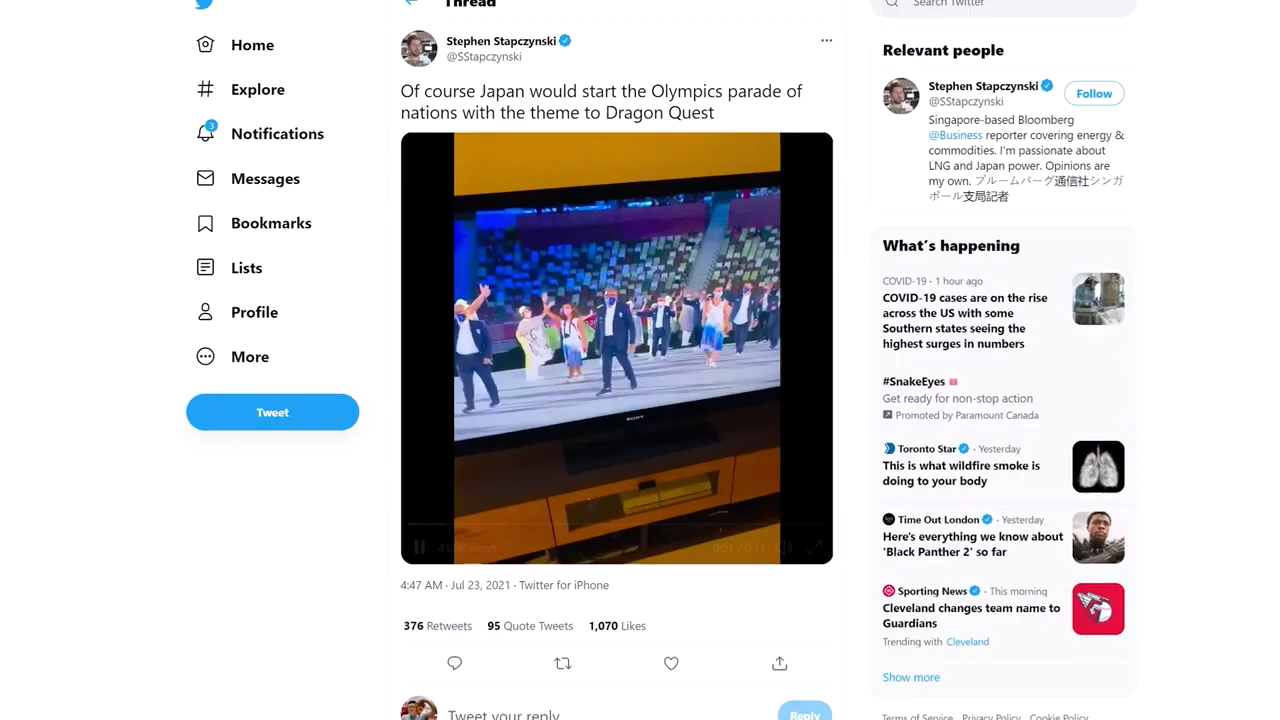 Thread
Search Twitter
Home
Explore
3
Notifications
Messages
Bookmarks
Lists
Profile
More
Tweet
Stephen Stapczynski
@SStapczynski
Of course Japan would start the Olympics parade of
nations with the theme to Dragon Quest
SONY
41.9K views
0:01 / 0:11
4:47 AM · Jul 23, 2021 · Twitter for iPhone
376 Retweets 95 Quote Tweets 1,070 Likes
Tweet your reply
Reply
Relevant people
Stephen Stapczynski
@SStapczynski
Follow
Singapore-based Bloomberg
@Business reporter covering energy &
commodities. I'm passionate about
LNG and Japan power. Opinions are
my own. ブルームバーグ通信社シンガ
ポール支局記者
What's happening
COVID-19 · 1 hour ago
COVID-19 cases are on the rise
across the US with some
Southern states seeing the
highest surges in numbers
#SnakeEyes
Get ready for non-stop action
Promoted by Paramount Canada
Toronto Star · Yesterday
This is what wildfire smoke is
doing to your body
Time Out London · Yesterday
Here's everything we know about
'Black Panther 2' so far
Sporting News · This morning
Cleveland changes team name to
Guardians
Trending with Cleveland
Show more
Terms of Service Privacy Policy Cookie Policy